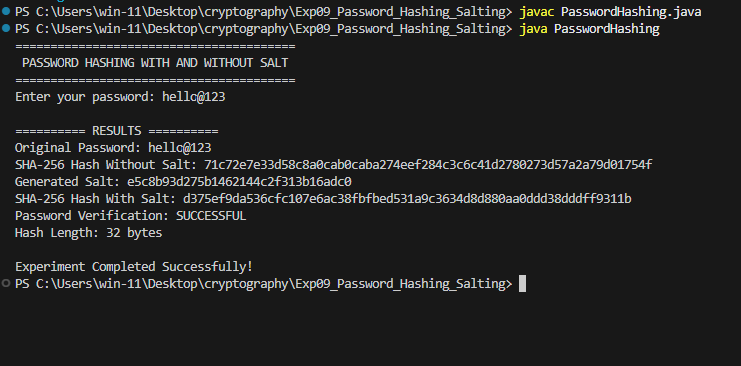 PS C:\Users\win-11\Desktop\cryptography\Exp09_Password_Hashing_Salting> javac PasswordHashing.java
PS C:\Users\win-11\Desktop\cryptography\Exp09_Password_Hashing_Salting> java PasswordHashing
========================================
PASSWORD HASHING WITH AND WITHOUT SALT
========================================
Enter your password: hello@123
========== RESULTS ==========
Original Password: hello@123
SHA-256 Hash Without Salt: 71c72e7e33d58c8a0cab0caba274eef284c3c6c41d2780273d57a2a79d01754f
Generated Salt: e5c8b93d275b1462144c2f313b16adc0
SHA-256 Hash With Salt: d375ef9da536cfc107e6ac38fbfbed531a9c3634d8d880aa0ddd38dddff9311b
Password Verification: SUCCESSFUL
Hash Length: 32 bytes
Experiment Completed Successfully!
PS C:\Users\win-11\Desktop\cryptography\Exp09_Password_Hashing_Salting>